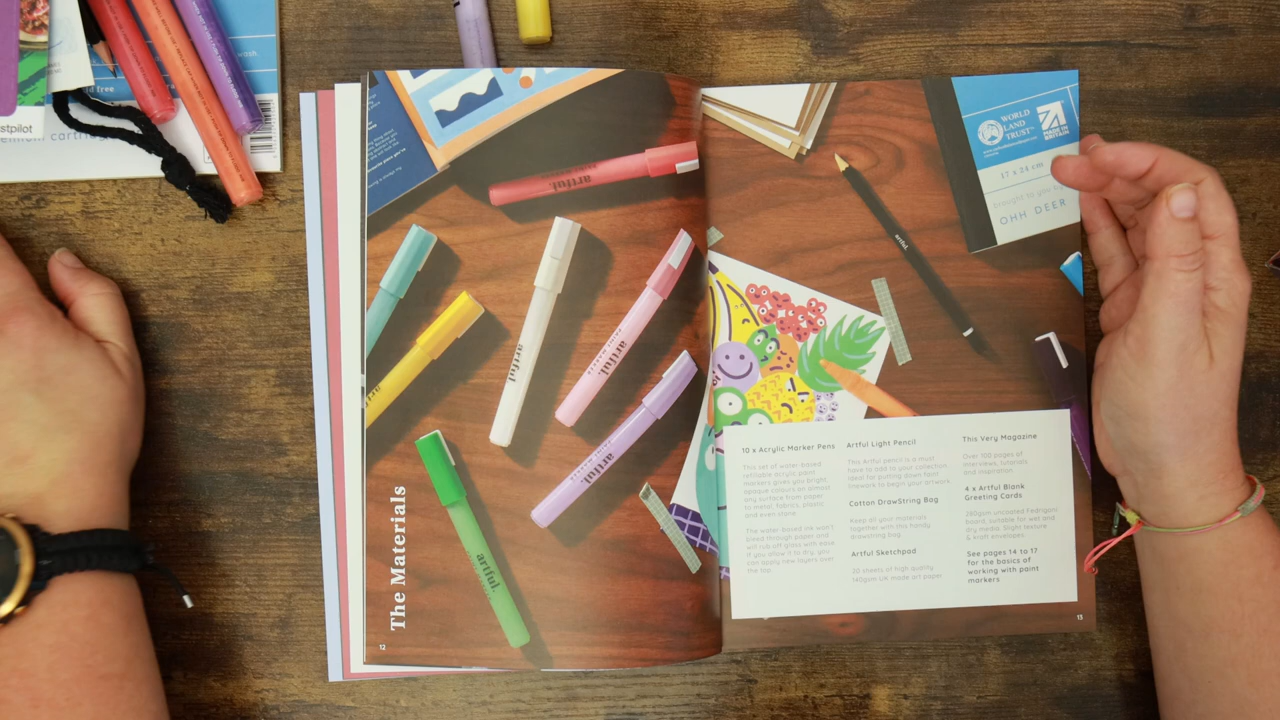 stpilot
The Materials
12
artful.
artful.
artful.
artful.
artful.
artful.
WORLD
LAND
TRUST™
MADE IN
BRITAIN
17 x 24 cm
brought to you by
OHH DEER
10 x Acrylic Marker Pens
This set of water-based
refillable acrylic paint
markers gives you bright,
opaque colours on almost
any surface from paper
to metal, fabrics, plastic
and even stone.
The water-based ink won't
bleed through paper and
will rub off glass with ease
if you allow it to dry, you
can apply new layers over
the top.
Artful Light Pencil
This Artful pencil is a must
have to add to your collection.
Ideal for putting down faint
linework to begin your artwork.
Cotton DrawString Bag
Keep all your materials
together with this handy
drawstring bag.
Artful Sketchpad
20 sheets of high quality
140gsm UK made art paper
This Very Magazine
Over 100 pages of
interviews, tutorials
and inspiration.
4 x Artful Blank
Greeting Cards
280gsm uncoated Fedrigoni
board, suitable for wet and
dry media. Slight texture
& kraft envelopes
See pages 14 to 17
for the basics of
working with paint
markers
13